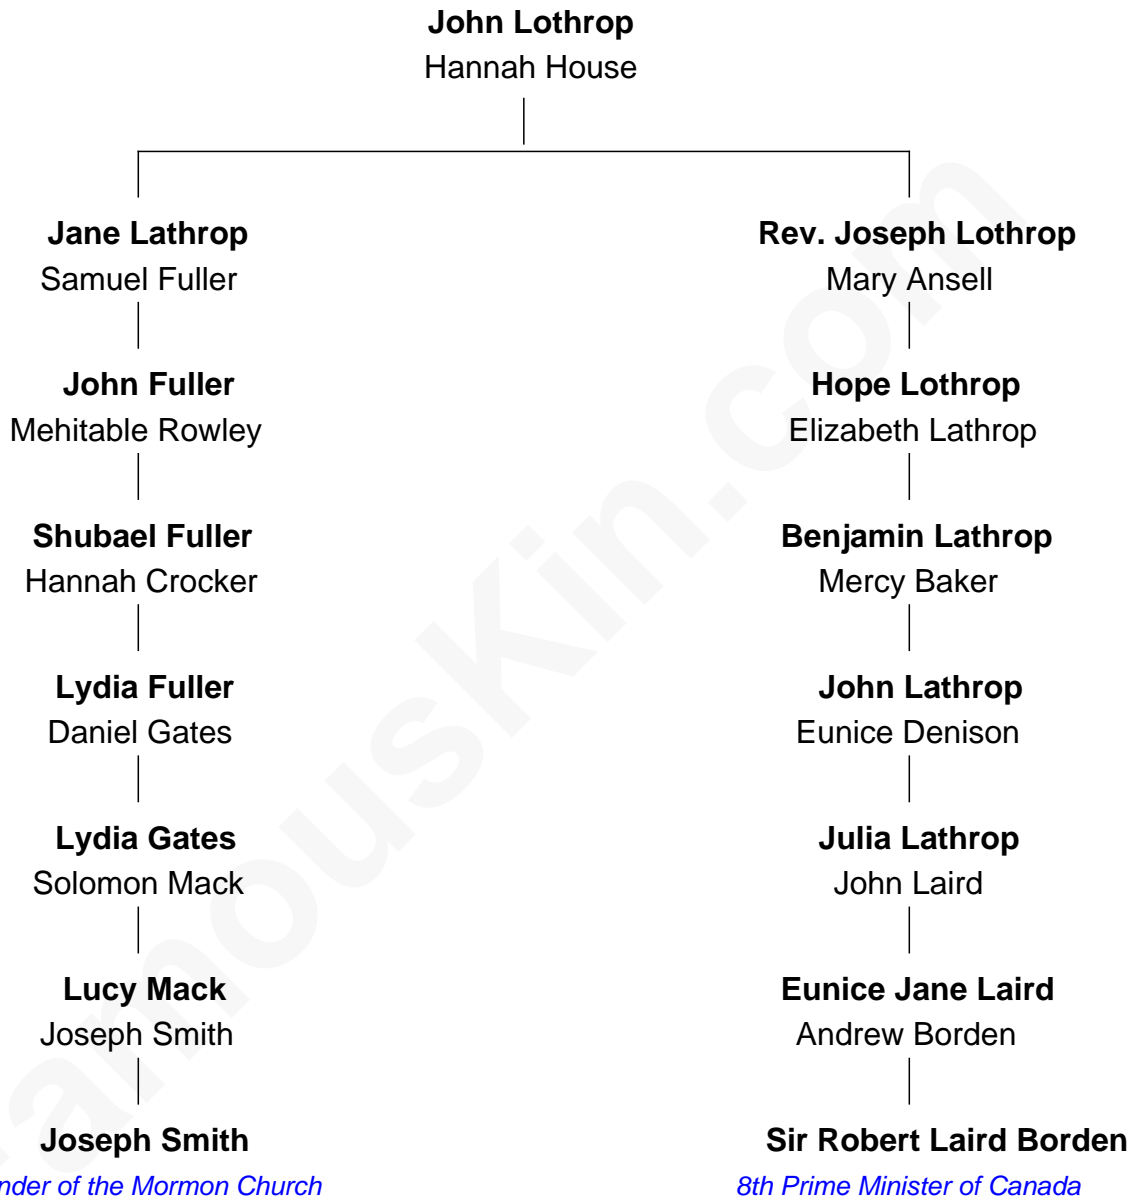 John Lothrop
Hannah House
Jane Lathrop
Samuel Fuller
John Fuller
Mehitable Rowley
Shubael Fuller
Hannah Crocker
Lydia Fuller
Daniel Gates
Lydia Gates
Solomon Mack
Lucy Mack
Joseph Smith
Joseph Smith
nder of the Mormon Church
Rev. Joseph Lothrop
Mary Ansell
Hope Lothrop
Elizabeth Lathrop
Benjamin Lathrop
Mercy Baker
John Lathrop
Eunice Denison
Julia Lathrop
John Laird
Eunice Jane Laird
Andrew Borden
Sir Robert Laird Borden
8th Prime Minister of Canada
FamousKin.com